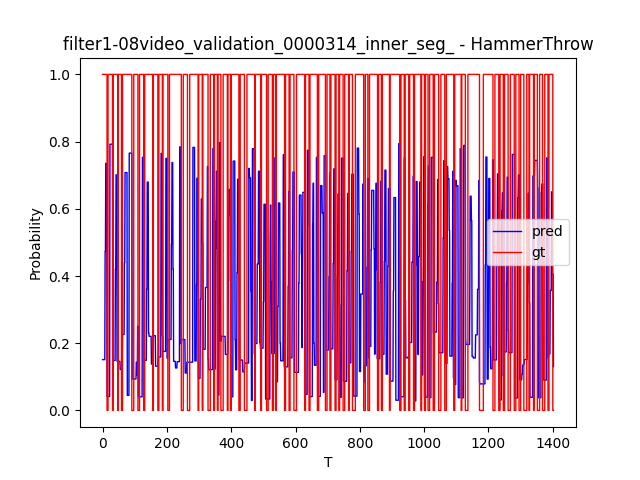 filter1-08video_validation_0000314_inner_seg_ - HammerThrow
1.0
0.8
0.6
0.4
0.2
0.0
Probability
pred
gt
0 200 400 600 800 1000 1200 1400
T